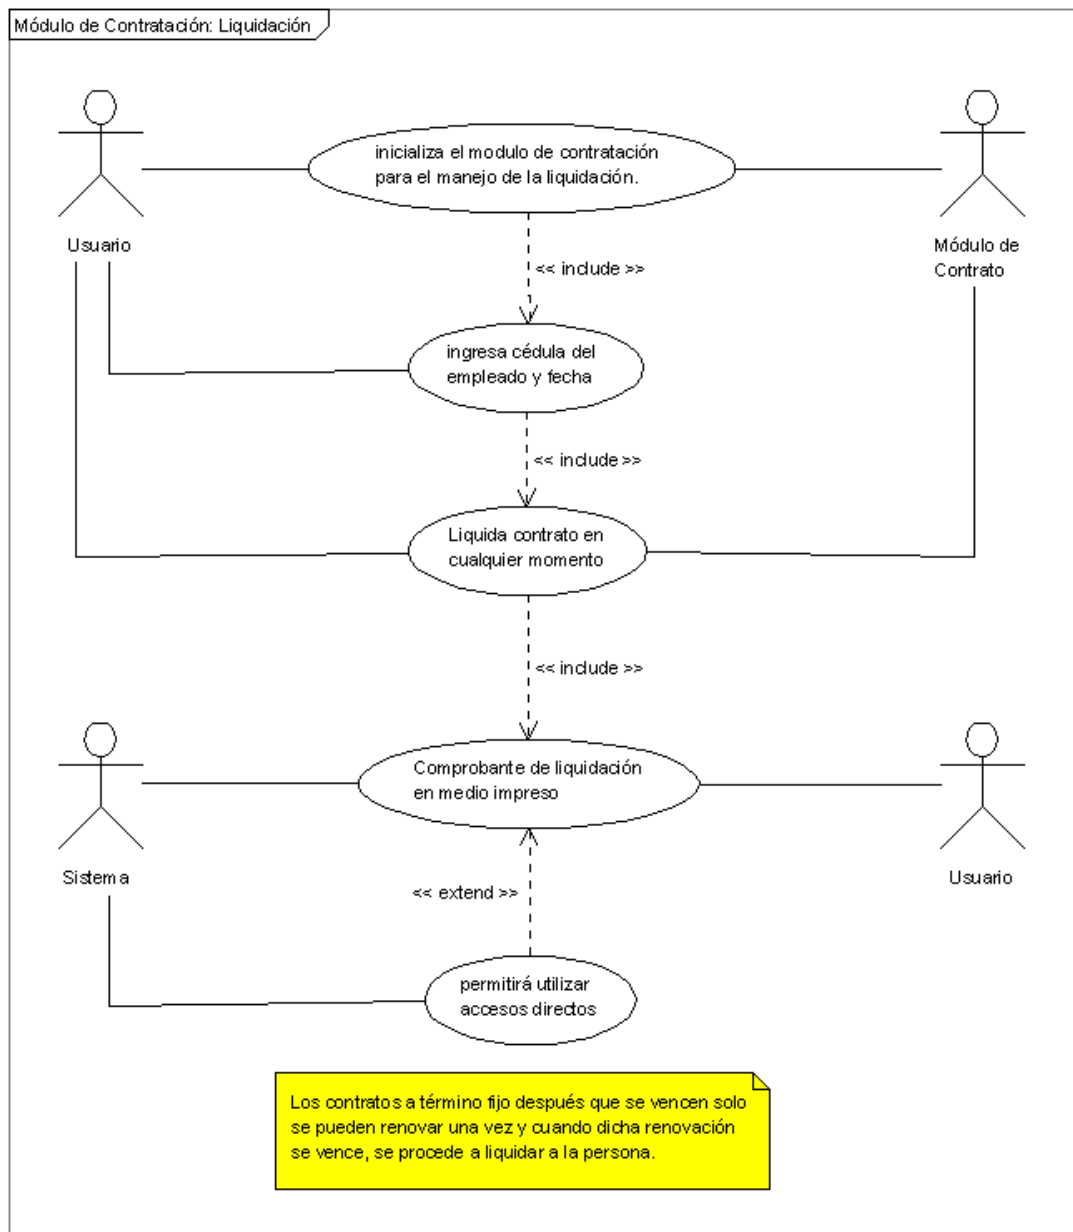 Módulo de Contratación: Liquidación
inicializa el modulo de contratación
para el manejo de la liquidación.
Usuario
Módulo de
Contrato
<< include >>
ingresa cédula del
empleado y fecha
<< include >>
Liquida contrato en
cualquier momento
<< include >>
Comprobante de liquidación
en medio impreso
Sistema
Usuario
<< extend >>
permitirá utilizar
accesos directos
Los contratos a término fijo después que se vencen solo
se pueden renovar una vez y cuando dicha renovación
se vence, se procede a liquidar a la persona.